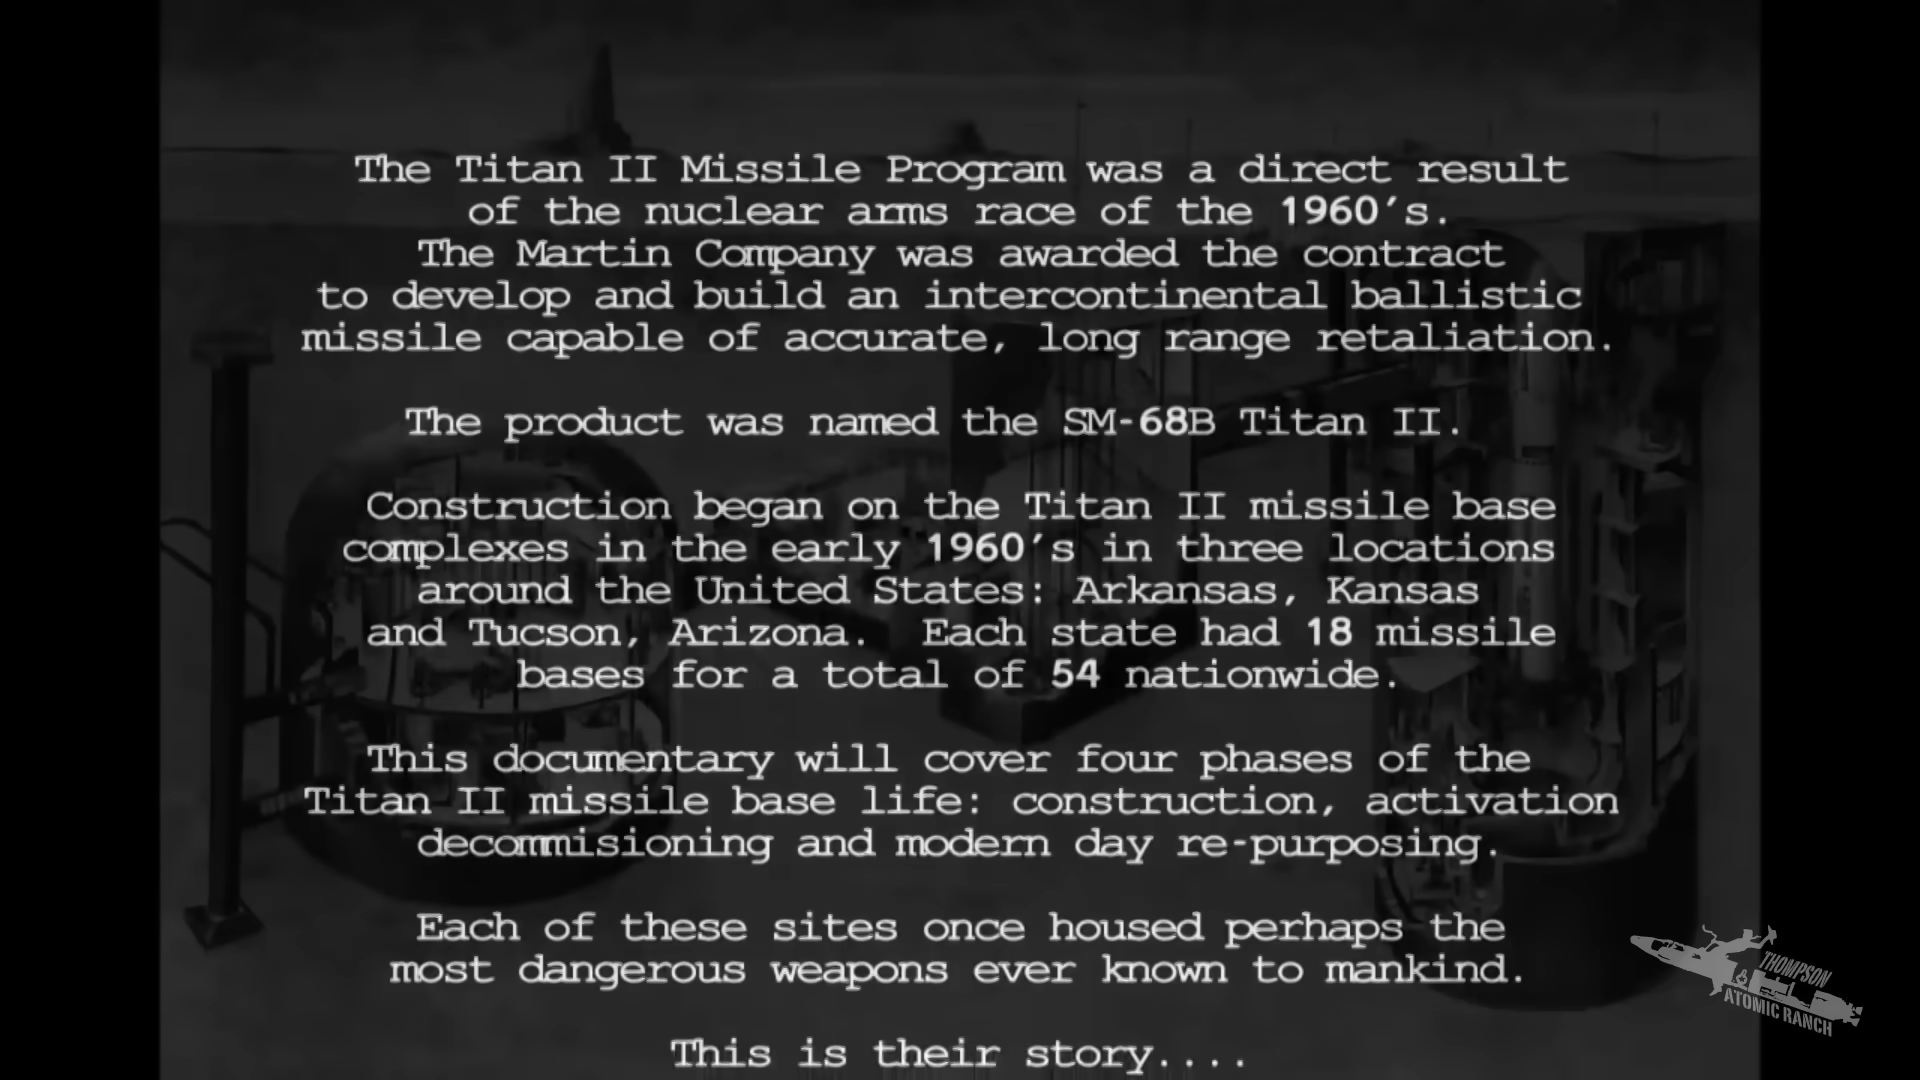 The Titan II Missile Program was a direct result
of the nuclear arms race of the 1960's.
The Martin Company was awarded the contract
to develop and build an intercontinental ballistic
missile capable of accurate, long range retaliation.
The product was named the SM-68B Titan II.
Construction began on the Titan II missile base
complexes in the early 1960's in three locations
around the United States: Arkansas, Kansas
and Tucson, Arizona. Each state had 18 missile
bases for a total of 54 nationwide.
This documentary will cover four phases of the
Titan II missile base life: construction, activation
decommisioning and modern day re-purposing.
Each of these sites once housed perhaps the
most dangerous weapons ever known to mankind.
This is their story....
THOMPSON
ATOMIC RANCH